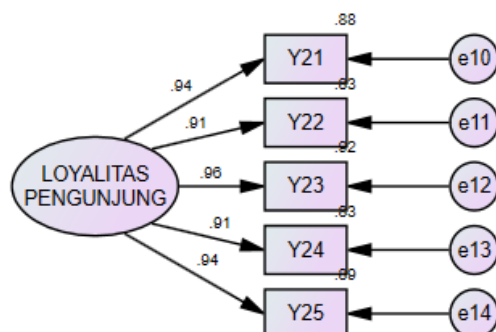 .88
Y21
e10
.94
.83
Y22
e11
.91
.92
LOYALITAS
PENGUNJUNG
.96
Y23
e12
.83
.91
Y24
e13
.94
.89
Y25
e14